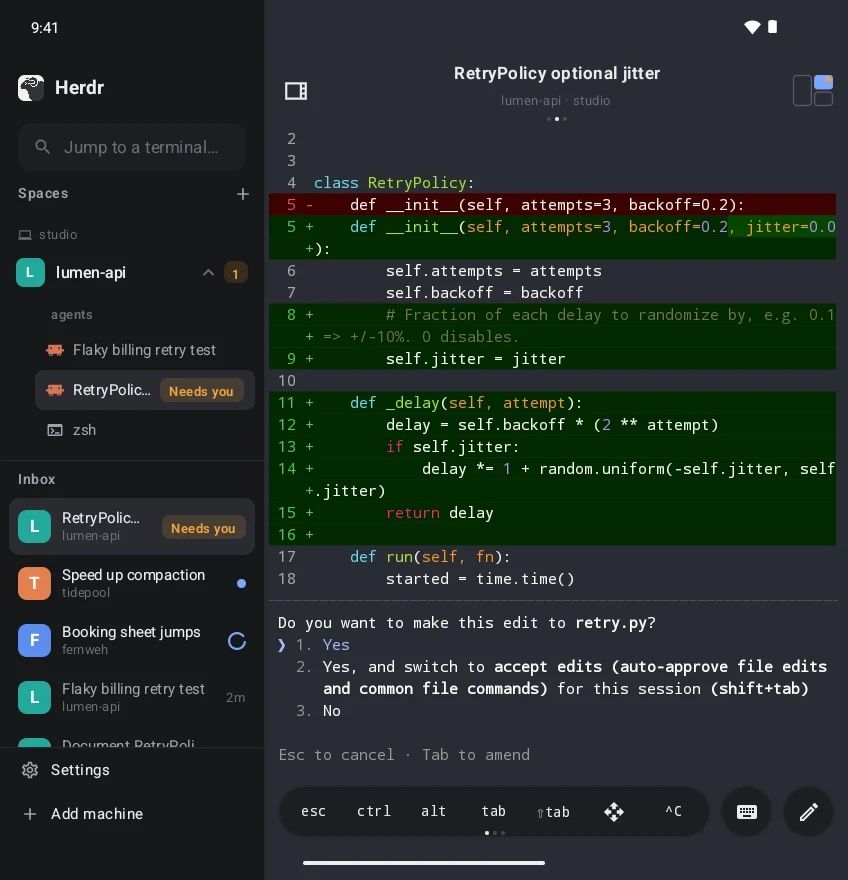 9:41
Herdr
Jump to a terminal...
Spaces +
studio
L lumen-api 1
agents
Flaky billing retry test
RetryPolic... Needs you
zsh
Inbox
L RetryPolic... Needs you
lumen-api
T Speed up compaction
tidepool
F Booking sheet jumps
fernweh
L Flaky billing retry test 2m
lumen-api
Document RetryPoli
Settings
+ Add machine
RetryPolicy optional jitter
lumen-api · studio
2
3
4 class RetryPolicy:
5 - def __init__(self, attempts=3, backoff=0.2):
5 + def __init__(self, attempts=3, backoff=0.2, jitter=0.0
+):
6 self.attempts = attempts
7 self.backoff = backoff
8 + # Fraction of each delay to randomize by, e.g. 0.1
+ => +/-10%. 0 disables.
9 + self.jitter = jitter
10
11 + def _delay(self, attempt):
12 + delay = self.backoff * (2 ** attempt)
13 + if self.jitter:
14 + delay *= 1 + random.uniform(-self.jitter, self
+.jitter)
15 + return delay
16 +
17 def run(self, fn):
18 started = time.time()
Do you want to make this edit to retry.py?
❯ 1. Yes
2. Yes, and switch to accept edits (auto-approve file edits
and common file commands) for this session (shift+tab)
3. No
Esc to cancel · Tab to amend
esc ctrl alt tab ⇧tab ^C